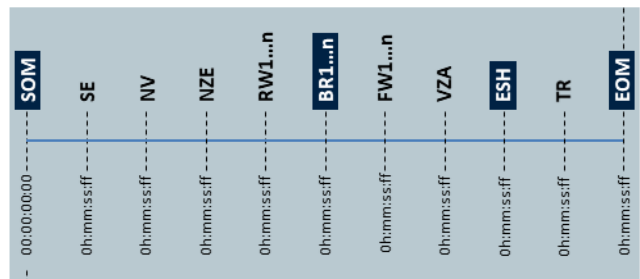 SOM
SE
NV
NZE
RW1...n
BR1...n
FW1...n
VZA
ESH
TR
EOM
00:00:00:00
0h:mm:ss:ff
0h:mm:ss:ff
0h:mm:ss:ff
0h:mm:ss:ff
0h:mm:ss:ff
0h:mm:ss:ff
0h:mm:ss:ff
0h:mm:ss:ff
0h:mm:ss:ff
0h:mm:ss:ff